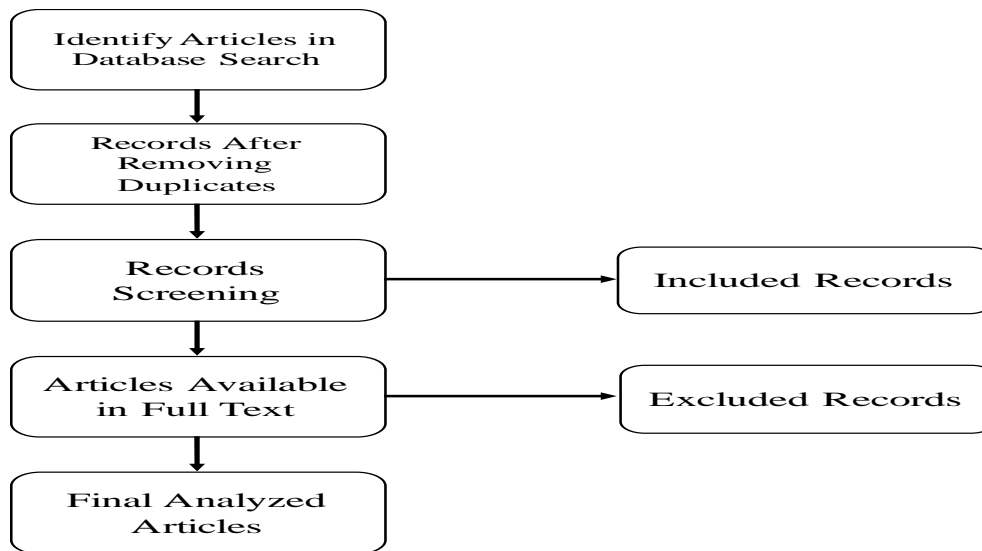 Identify Articles in
Database Search
Records After
Removing
Duplicates
Records
Screening
Included Records
Articles Available
in Full Text
Excluded Records
Final Analyzed
Articles